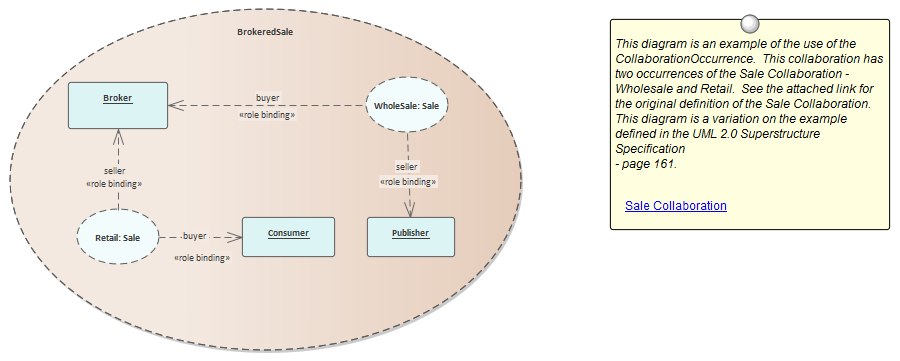 BrokeredSale
Broker
buyer
«role binding»
WholeSale: Sale
seller
«role binding»
seller
«role binding»
Retail: Sale
buyer
«role binding»
Consumer
Publisher
This diagram is an example of the use of the
CollaborationOccurrence.  This collaboration has
two occurrences of the Sale Collaboration -
Wholesale and Retail.  See the attached link for
the original definition of the Sale Collaboration.
This diagram is a variation on the example
defined in the UML 2.0 Superstructure
Specification
- page 161.
Sale Collaboration